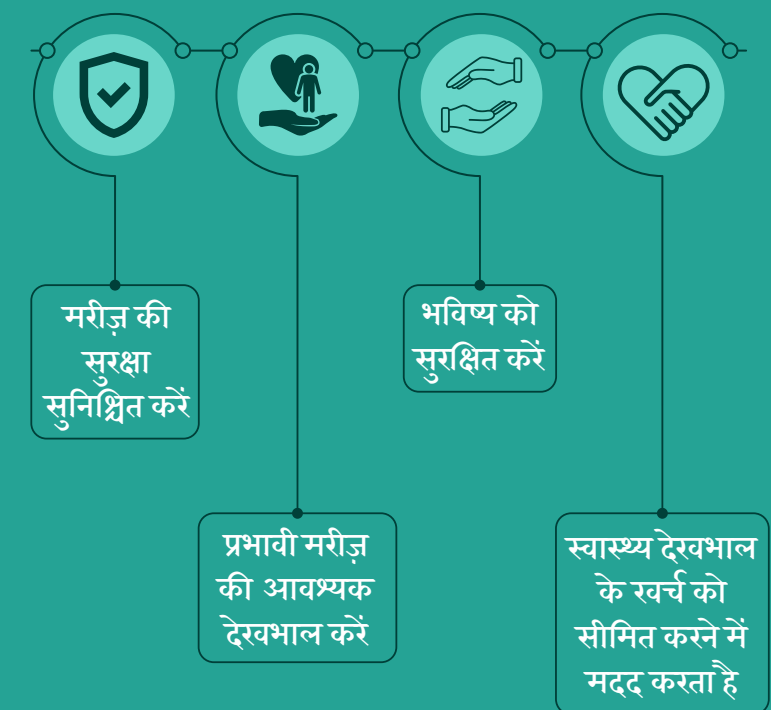 मरीज़ की
सुरक्षा
सुनिश्चित करें
प्रभावी मरीज़
की आवश्यक
देखभाल करें
भविष्य को
सुरक्षित करें
स्वास्थ्य देखभाल
के खर्च को
सीमित करने में
मदद करता है